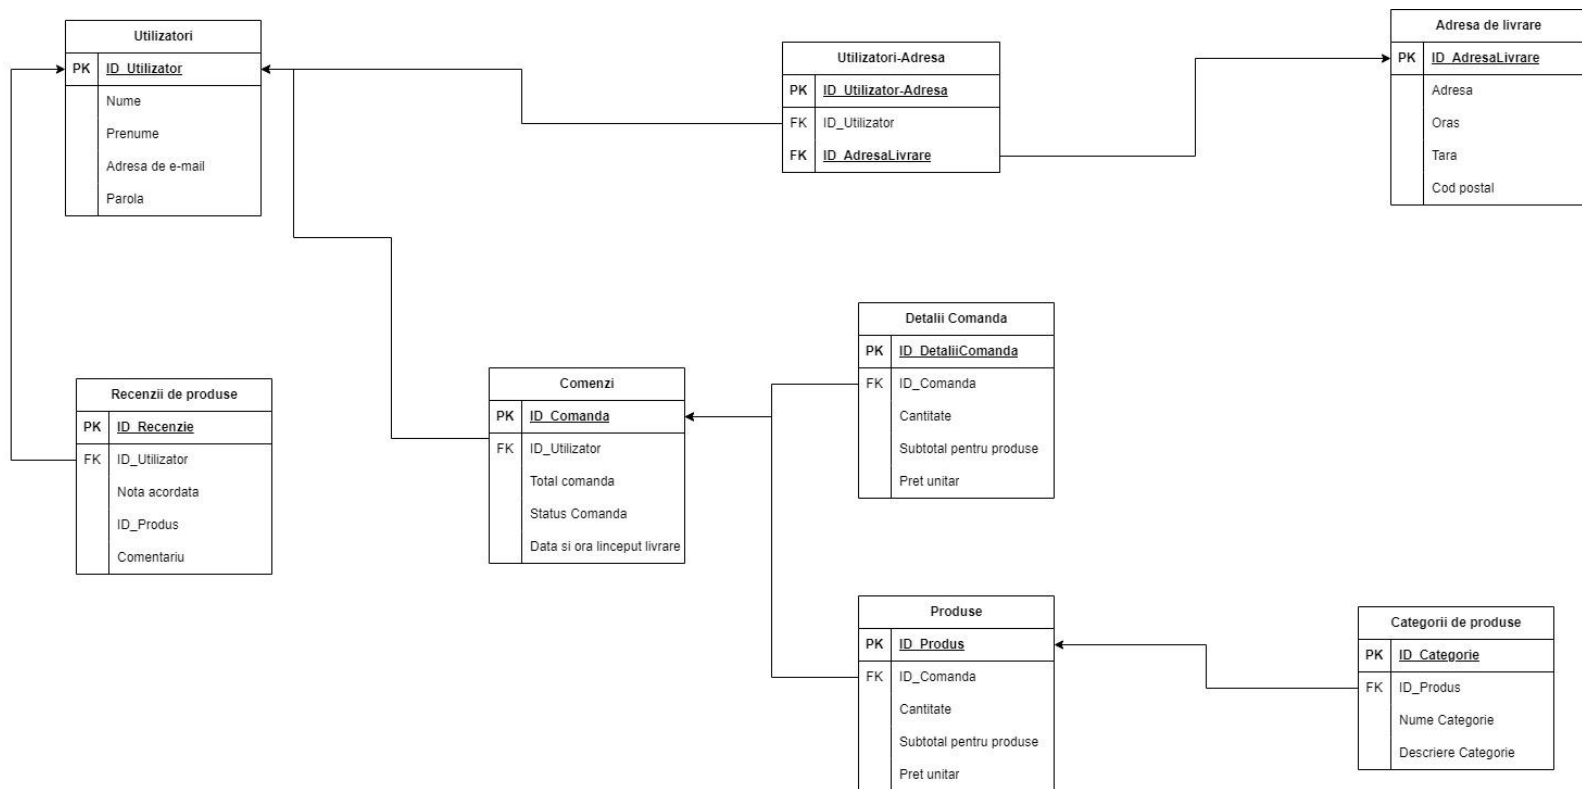 Utilizatori
PK ID_Utilizator
Nume
Prenume
Adresa de e-mail
Parola
Utilizatori-Adresa
PK ID_Utilizator-Adresa
FK ID_Utilizator
FK ID_AdresaLivrare
Adresa de livrare
PK ID_AdresaLivrare
Adresa
Oras
Tara
Cod postal
Recenzii de produse
PK ID_Recenzie
FK ID_Utilizator
Nota acordata
ID_Produs
Comentariu
Comenzi
PK ID_Comanda
FK ID_Utilizator
Total comanda
Status Comanda
Data si ora linceput livrare
Detalii Comanda
PK ID_DetaliiComanda
FK ID_Comanda
Cantitate
Subtotal pentru produse
Pret unitar
Produse
PK ID_Produs
FK ID_Comanda
Cantitate
Subtotal pentru produse
Pret unitar
Categorii de produse
PK ID_Categorie
FK ID_Produs
Nume Categorie
Descriere Categorie